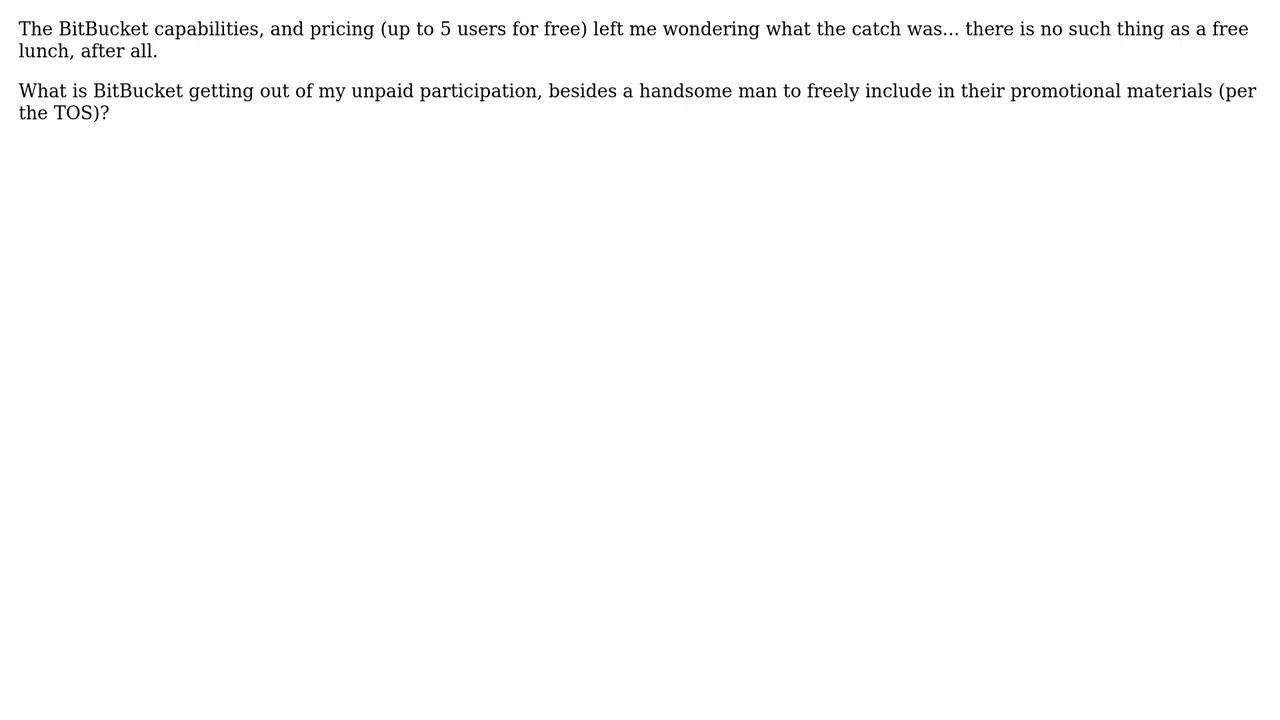 The BitBucket capabilities, and pricing (up to 5 users for free) left me wondering what the catch was... there is no such thing as a free
lunch, after all.
What is BitBucket getting out of my unpaid participation, besides a handsome man to freely include in their promotional materials (per
the TOS)?